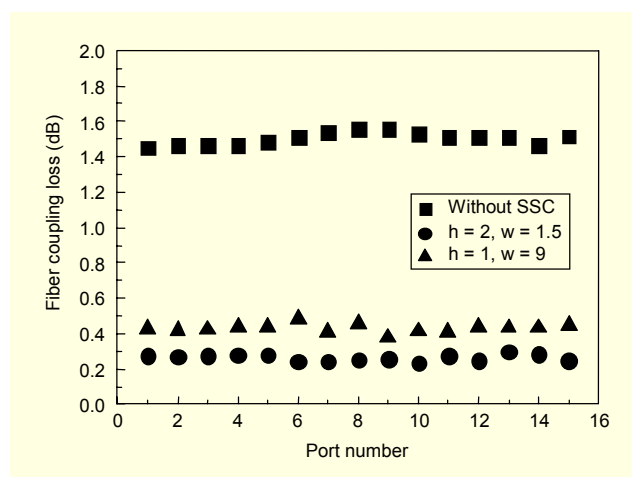 2.0
1.8
1.6
1.4
1.2
1.0
0.8
0.6
0.4
0.2
0.0
Fiber coupling loss (dB)
Without SSC
h = 2, w = 1.5
h = 1, w = 9
0 2 4 6 8 10 12 14 16
Port number